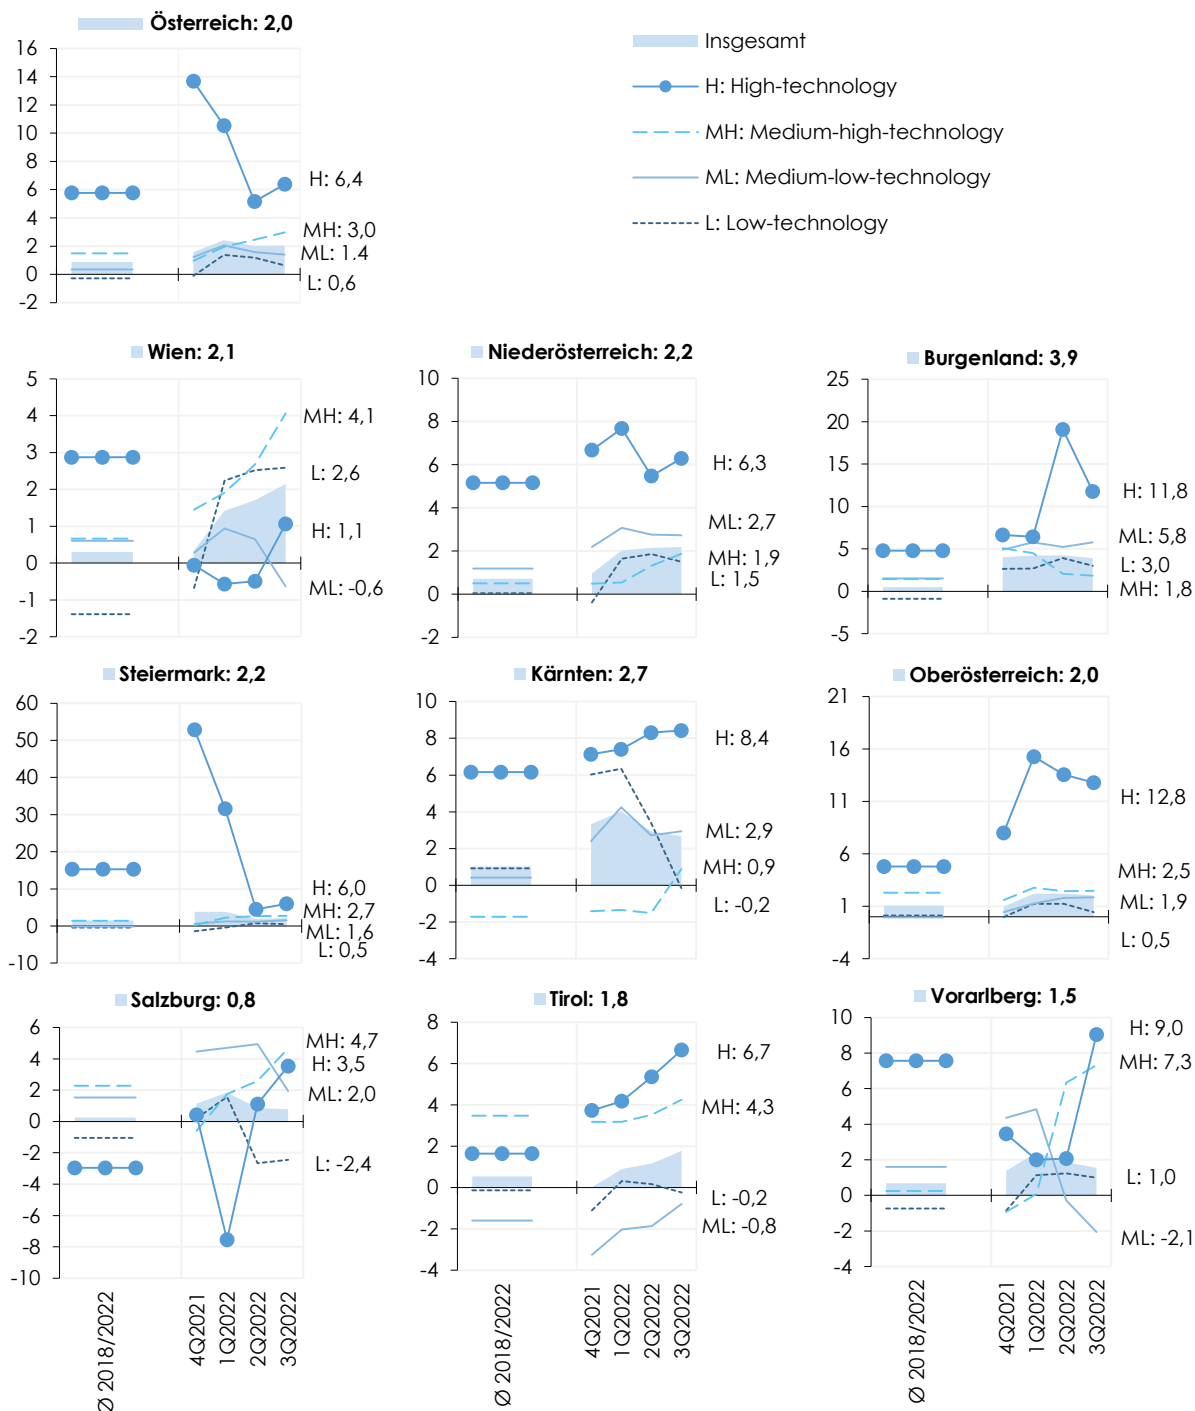 Österreich: 2,0
16
14
12
10
8
6
4
2
0
-2
H: 6,4
MH: 3,0
ML: 1,4
L: 0,6
Insgesamt
H: High-technology
MH: Medium-high-technology
ML: Medium-low-technology
L: Low-technology
Wien: 2,1
5
4
3
2
1
0
-1
-2
MH: 4,1
L: 2,6
H: 1,1
ML: -0,6
Niederösterreich: 2,2
10
8
6
4
2
0
-2
H: 6,3
ML: 2,7
MH: 1,9
L: 1,5
Burgenland: 3,9
25
20
15
10
5
0
-5
H: 11,8
ML: 5,8
L: 3,0
MH: 1,8
Steiermark: 2,2
60
50
40
30
20
10
0
-10
H: 6,0
MH: 2,7
ML: 1,6
L: 0,5
Kärnten: 2,7
10
8
6
4
2
0
-2
-4
H: 8,4
ML: 2,9
MH: 0,9
L: -0,2
Oberösterreich: 2,0
21
16
11
6
1
-4
H: 12,8
MH: 2,5
ML: 1,9
L: 0,5
Salzburg: 0,8
6
4
2
0
-2
-4
-6
-8
-10
MH: 4,7
H: 3,5
ML: 2,0
L: -2,4
Ø 2018/2022
4Q2021
1Q2022
2Q2022
3Q2022
Tirol: 1,8
8
6
4
2
0
-2
-4
H: 6,7
MH: 4,3
L: -0,2
ML: -0,8
Ø 2018/2022
4Q2021
1Q2022
2Q2022
3Q2022
Vorarlberg: 1,5
10
8
6
4
2
0
-2
-4
H: 9,0
MH: 7,3
L: 1,0
ML: -2,1
Ø 2018/2022
4Q2021
1Q2022
2Q2022
3Q2022